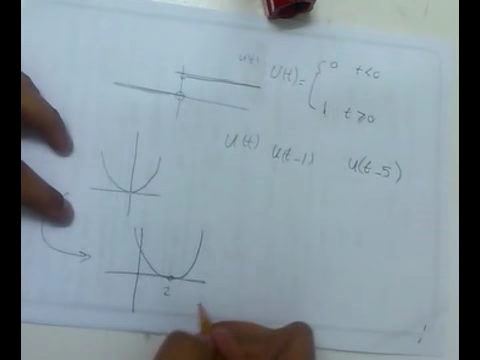 u(t) U(t) = { 0 t<0
1 t≥0
u(t) u(t-1) u(t-5)
2